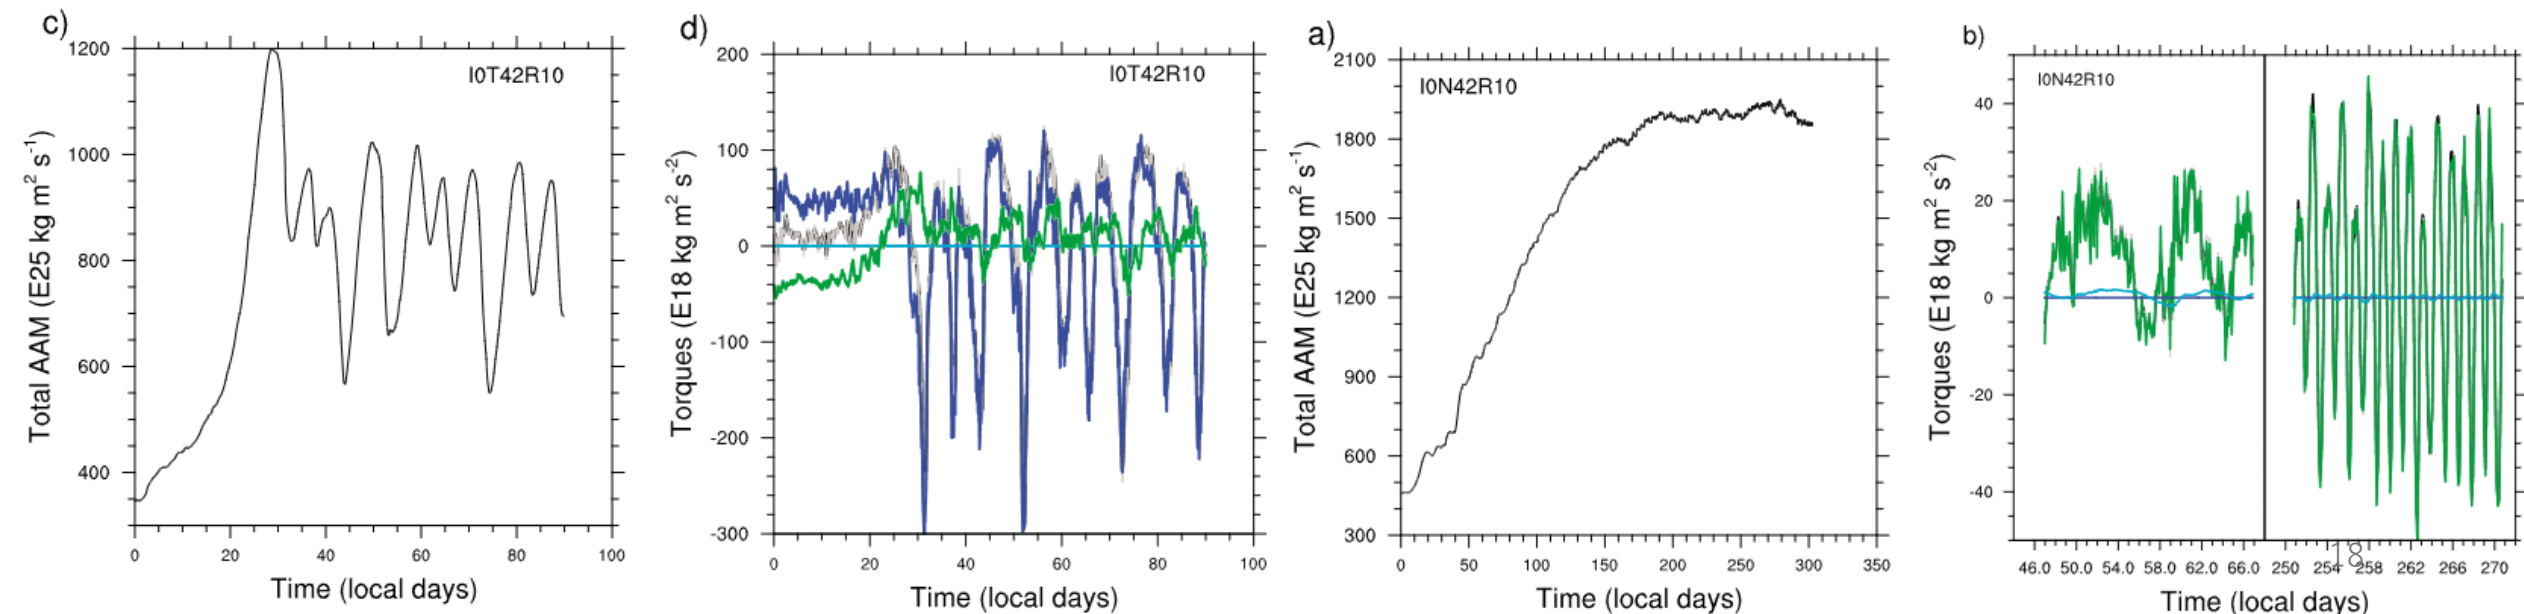 c)
I0T42R10
Total AAM (E25 kg m² s⁻¹)
1200
1000
800
600
400
0 20 40 60 80 100
Time (local days)
d)
I0T42R10
Torques (E18 kg m² s⁻²)
200
100
0
-100
-200
-300
0 20 40 60 80 100
Time (local days)
a)
I0N42R10
Total AAM (E25 kg m² s⁻¹)
2100
1800
1500
1200
900
600
300
0 50 100 150 200 250 300 350
Time (local days)
b)
I0N42R10
Torques (E18 kg m² s⁻²)
40
20
0
-20
-40
46.0 50.0 54.0 58.0 62.0 66.0 250 254 258 262 266 270
18
Time (local days)